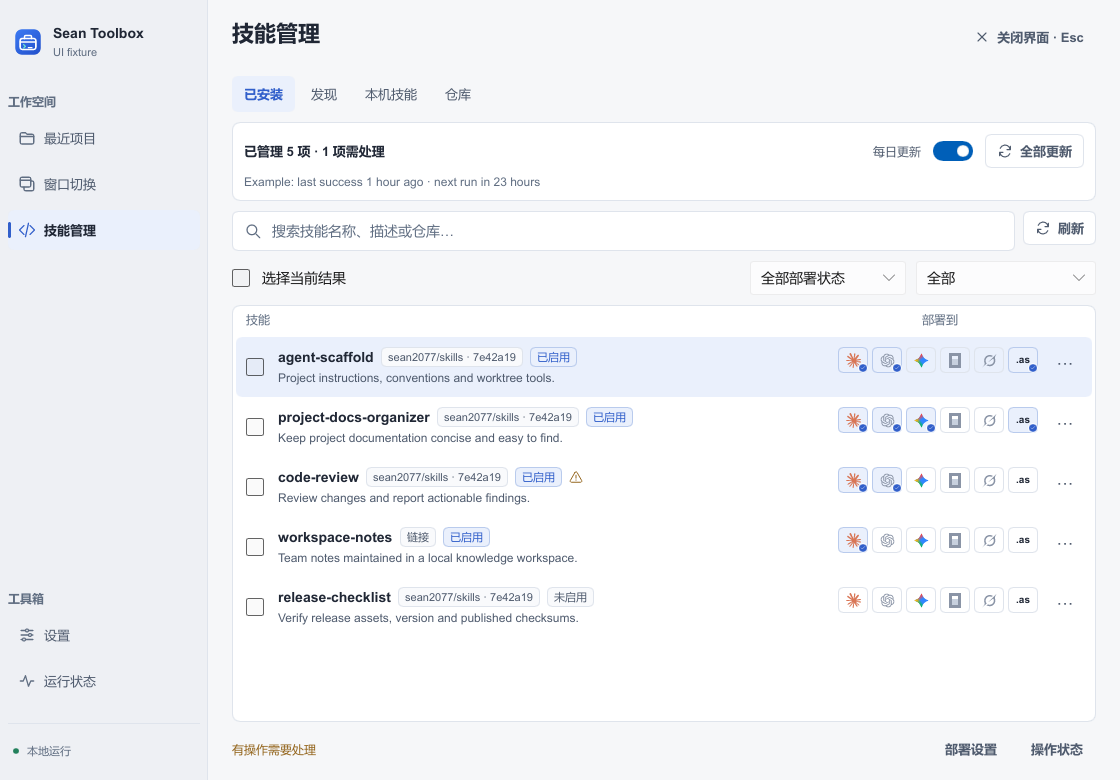 Sean Toolbox
UI fixture
工作空间
最近项目
窗口切换
技能管理
工具箱
设置
运行状态
本地运行
技能管理
关闭界面 · Esc
已安装 发现 本机技能 仓库
已管理 5 项 · 1 项需处理
每日更新 全部更新
Example: last success 1 hour ago · next run in 23 hours
搜索技能名称、描述或仓库… 刷新
选择当前结果 全部部署状态 全部
技能 部署到
agent-scaffold sean2077/skills · 7e42a19 已启用 .as ...
Project instructions, conventions and worktree tools.
project-docs-organizer sean2077/skills · 7e42a19 已启用 .as ...
Keep project documentation concise and easy to find.
code-review sean2077/skills · 7e42a19 已启用 .as ...
Review changes and report actionable findings.
workspace-notes 链接 已启用 .as ...
Team notes maintained in a local knowledge workspace.
release-checklist sean2077/skills · 7e42a19 未启用 .as ...
Verify release assets, version and published checksums.
有操作需要处理 部署设置 操作状态